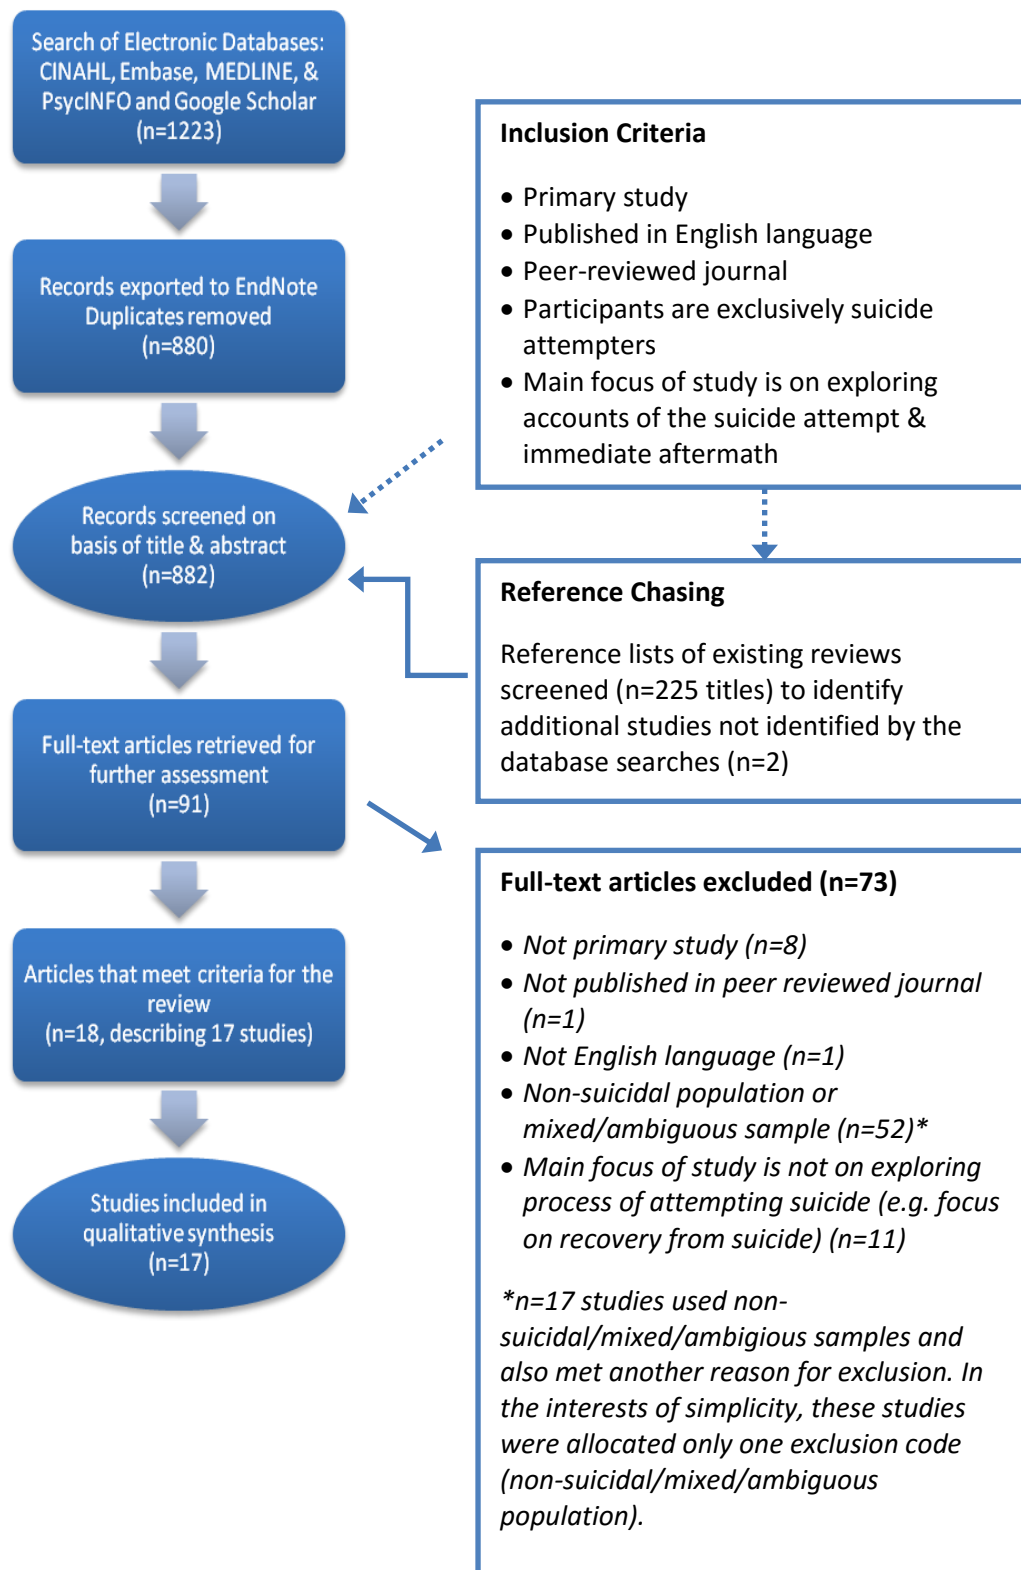 Search of Electronic Databases:
CINAHL, Embase, MEDLINE, &
PsycINFO and Google Scholar
(n=1223)
Records exported to EndNote
Duplicates removed
(n=880)
Records screened on
basis of title & abstract
(n=882)
Full-text articles retrieved for
further assessment
(n=91)
Articles that meet criteria for the
review
(n=18, describing 17 studies)
Studies included in
qualitative synthesis
(n=17)
Inclusion Criteria
• Primary study
• Published in English language
• Peer-reviewed journal
• Participants are exclusively suicide
attempters
• Main focus of study is on exploring
accounts of the suicide attempt &
immediate aftermath
Reference Chasing
Reference lists of existing reviews
screened (n=225 titles) to identify
additional studies not identified by the
database searches (n=2)
Full-text articles excluded (n=73)
• Not primary study (n=8)
• Not published in peer reviewed journal
(n=1)
• Not English language (n=1)
• Non-suicidal population or
mixed/ambiguous sample (n=52)*
• Main focus of study is not on exploring
process of attempting suicide (e.g. focus
on recovery from suicide) (n=11)
*n=17 studies used non-
suicidal/mixed/ambigious samples and
also met another reason for exclusion. In
the interests of simplicity, these studies
were allocated only one exclusion code
(non-suicidal/mixed/ambiguous
population).